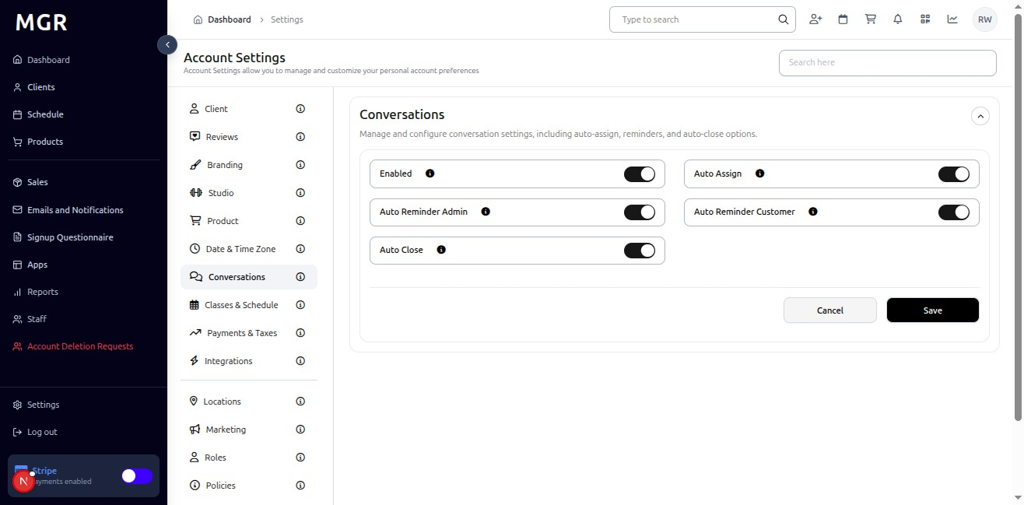 MGR
Dashboard
Clients
Schedule
Products
Sales
Emails and Notifications
Signup Questionnaire
Apps
Reports
Staff
Account Deletion Requests
Settings
Log out
Stripe
ayments enabled
N
Dashboard > Settings
Type to search
RW
Account Settings
Account Settings allow you to manage and customize your personal account preferences
Search here
Client
Reviews
Branding
Studio
Product
Date & Time Zone
Conversations
Classes & Schedule
Payments & Taxes
Integrations
Locations
Marketing
Roles
Policies
Conversations
Manage and configure conversation settings, including auto-assign, reminders, and auto-close options.
Enabled
Auto Assign
Auto Reminder Admin
Auto Reminder Customer
Auto Close
Cancel
Save